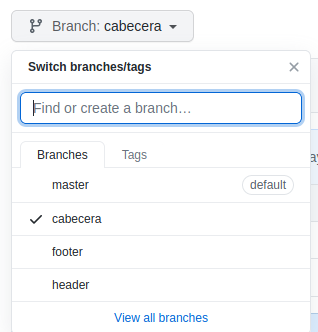 Branch: cabecera
Switch branches/tags
Find or create a branch…
Branches Tags
master default
cabecera
footer
header
View all branches